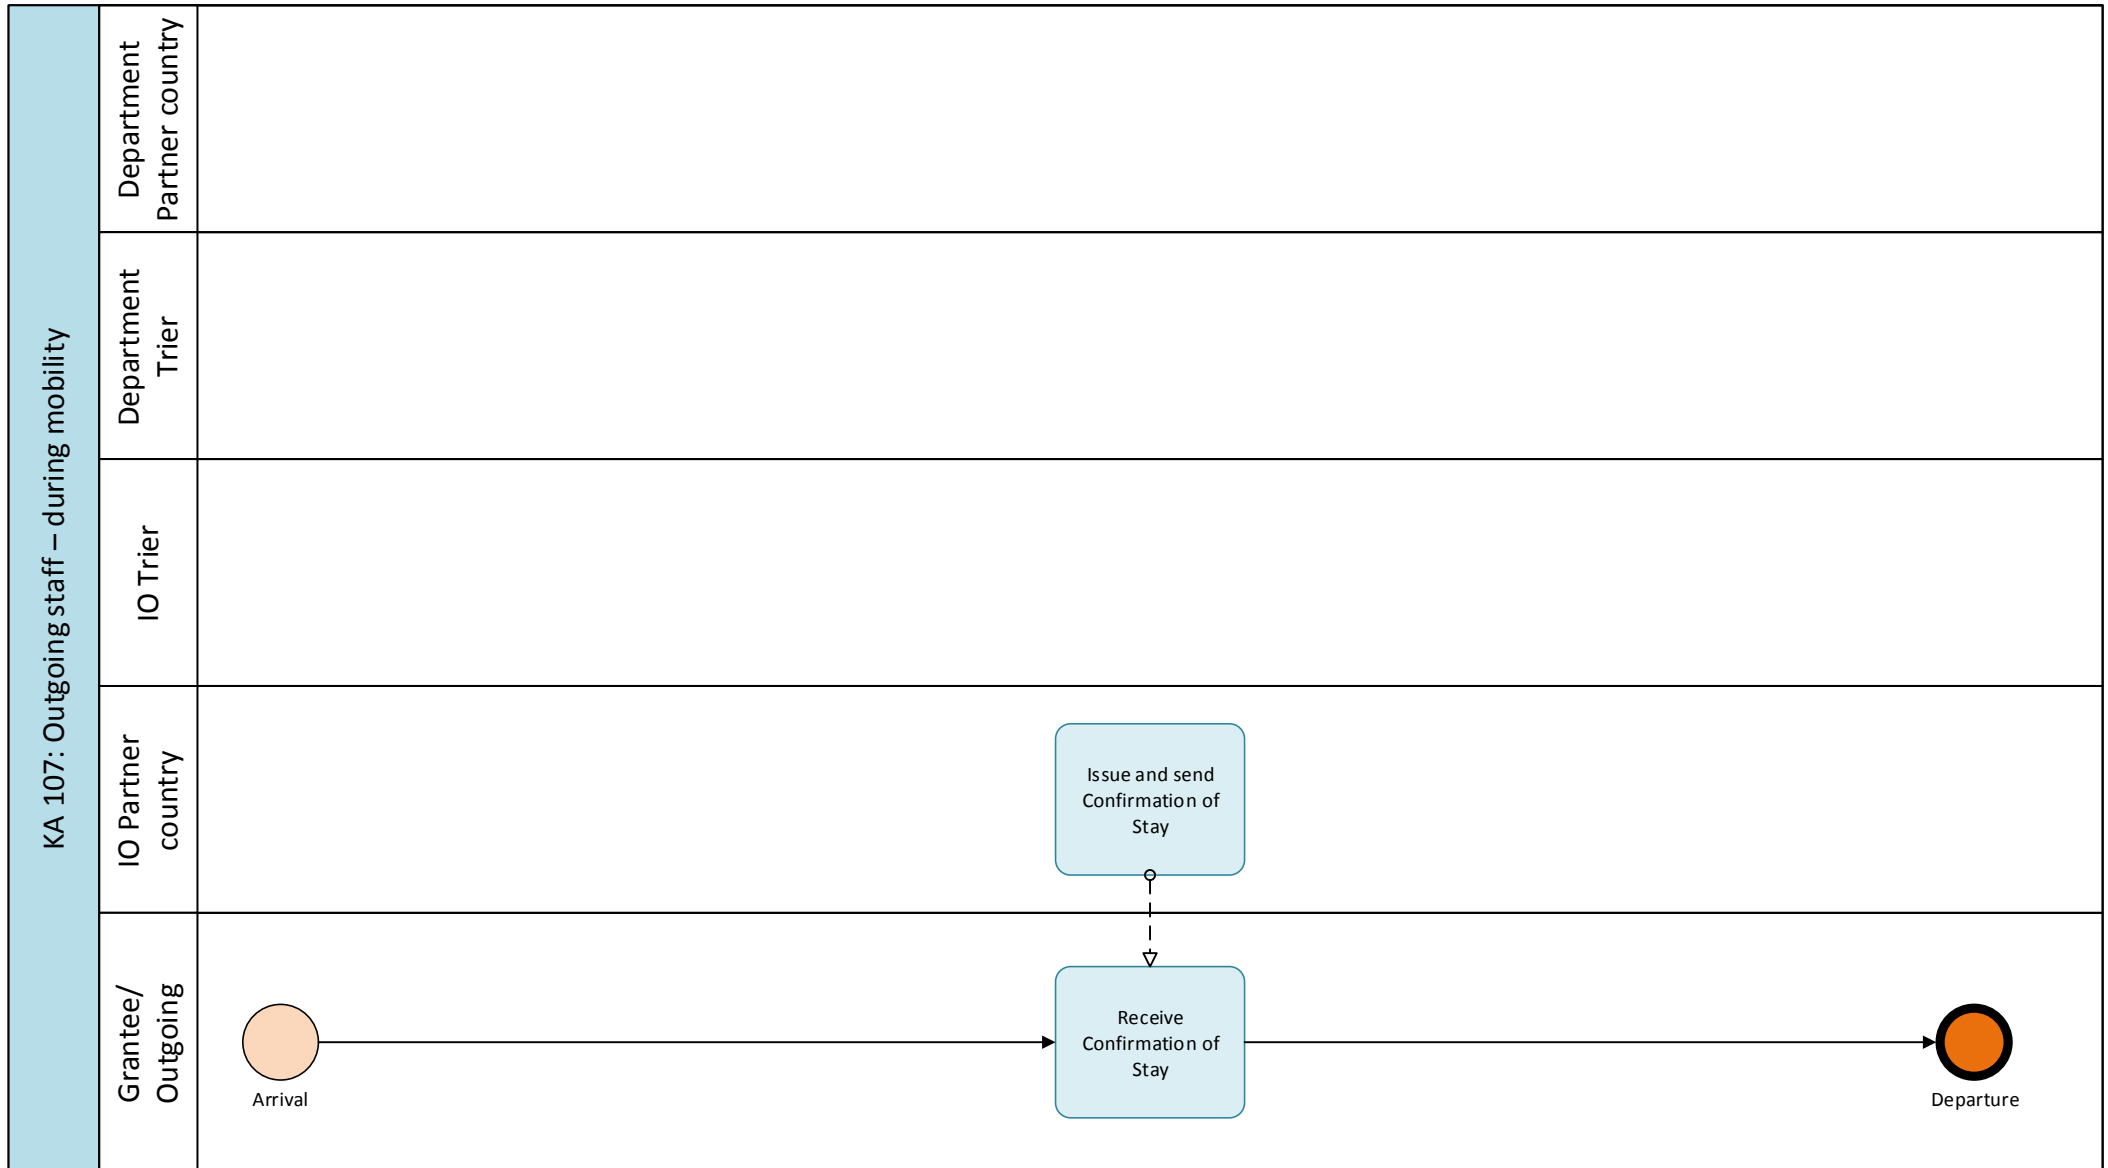 KA 107: Outgoing staff – during mobility
Department
Partner country
Department
Trier
IO Trier
IO Partner
country
Issue and send
Confirmation of
Stay
Grantee/
Outgoing
Arrival
Receive
Confirmation of
Stay
Departure